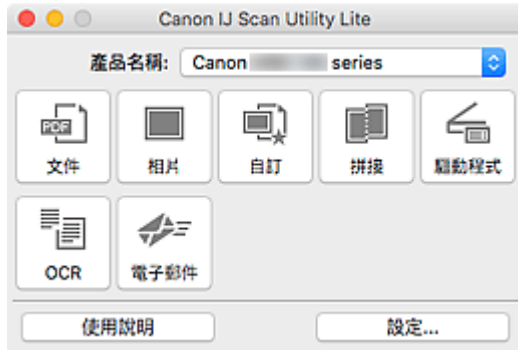 Canon IJ Scan Utility Lite
產品名稱: Canon series
PDF
文件 相片 自訂 拼接 驅動程式
OCR 電子郵件
使用說明 設定...